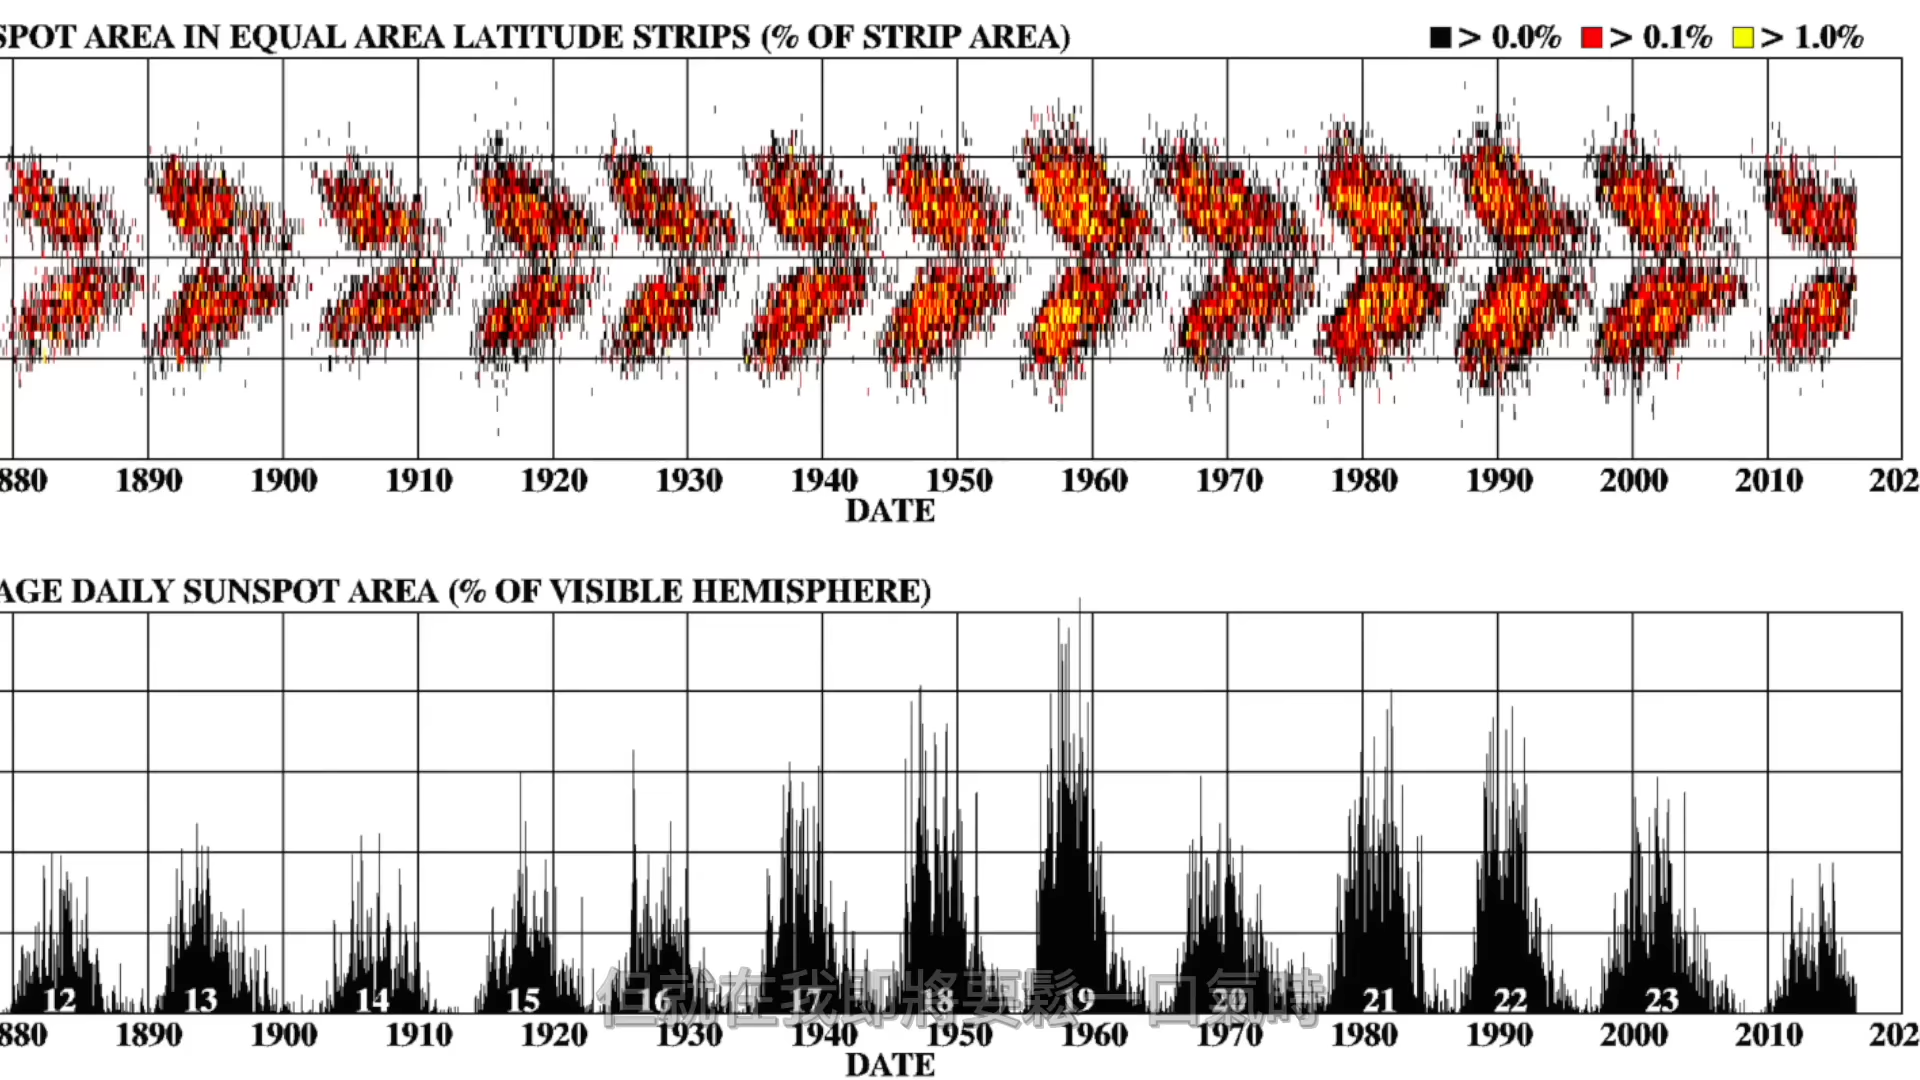 SPOT AREA IN EQUAL AREA LATITUDE STRIPS (% OF STRIP AREA) > 0.0% > 0.1% > 1.0%
880 1890 1900 1910 1920 1930 1940 1950 1960 1970 1980 1990 2000 2010 202
DATE
AGE DAILY SUNSPOT AREA (% OF VISIBLE HEMISPHERE)
12 13 14 15 16 17 18 19 20 21 22 23
但就在我即將要鬆一口氣時
880 1890 1900 1910 1920 1930 1940 1950 1960 1970 1980 1990 2000 2010 202
DATE